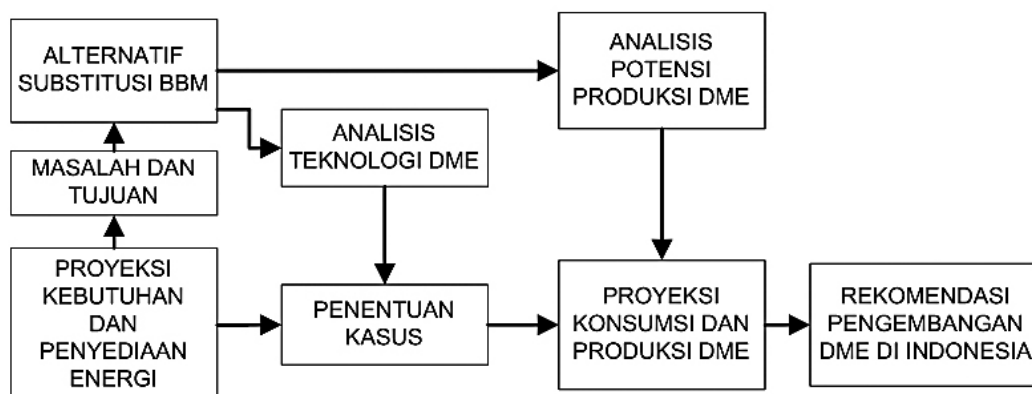 ALTERNATIF
SUBSTITUSI BBM
ANALISIS
POTENSI
PRODUKSI DME
ANALISIS
TEKNOLOGI DME
MASALAH DAN
TUJUAN
PROYEKSI
KEBUTUHAN
DAN
PENYEDIAAN
ENERGI
PENENTUAN
KASUS
PROYEKSI
KONSUMSI DAN
PRODUKSI DME
REKOMENDASI
PENGEMBANGAN
DME DI INDONESIA